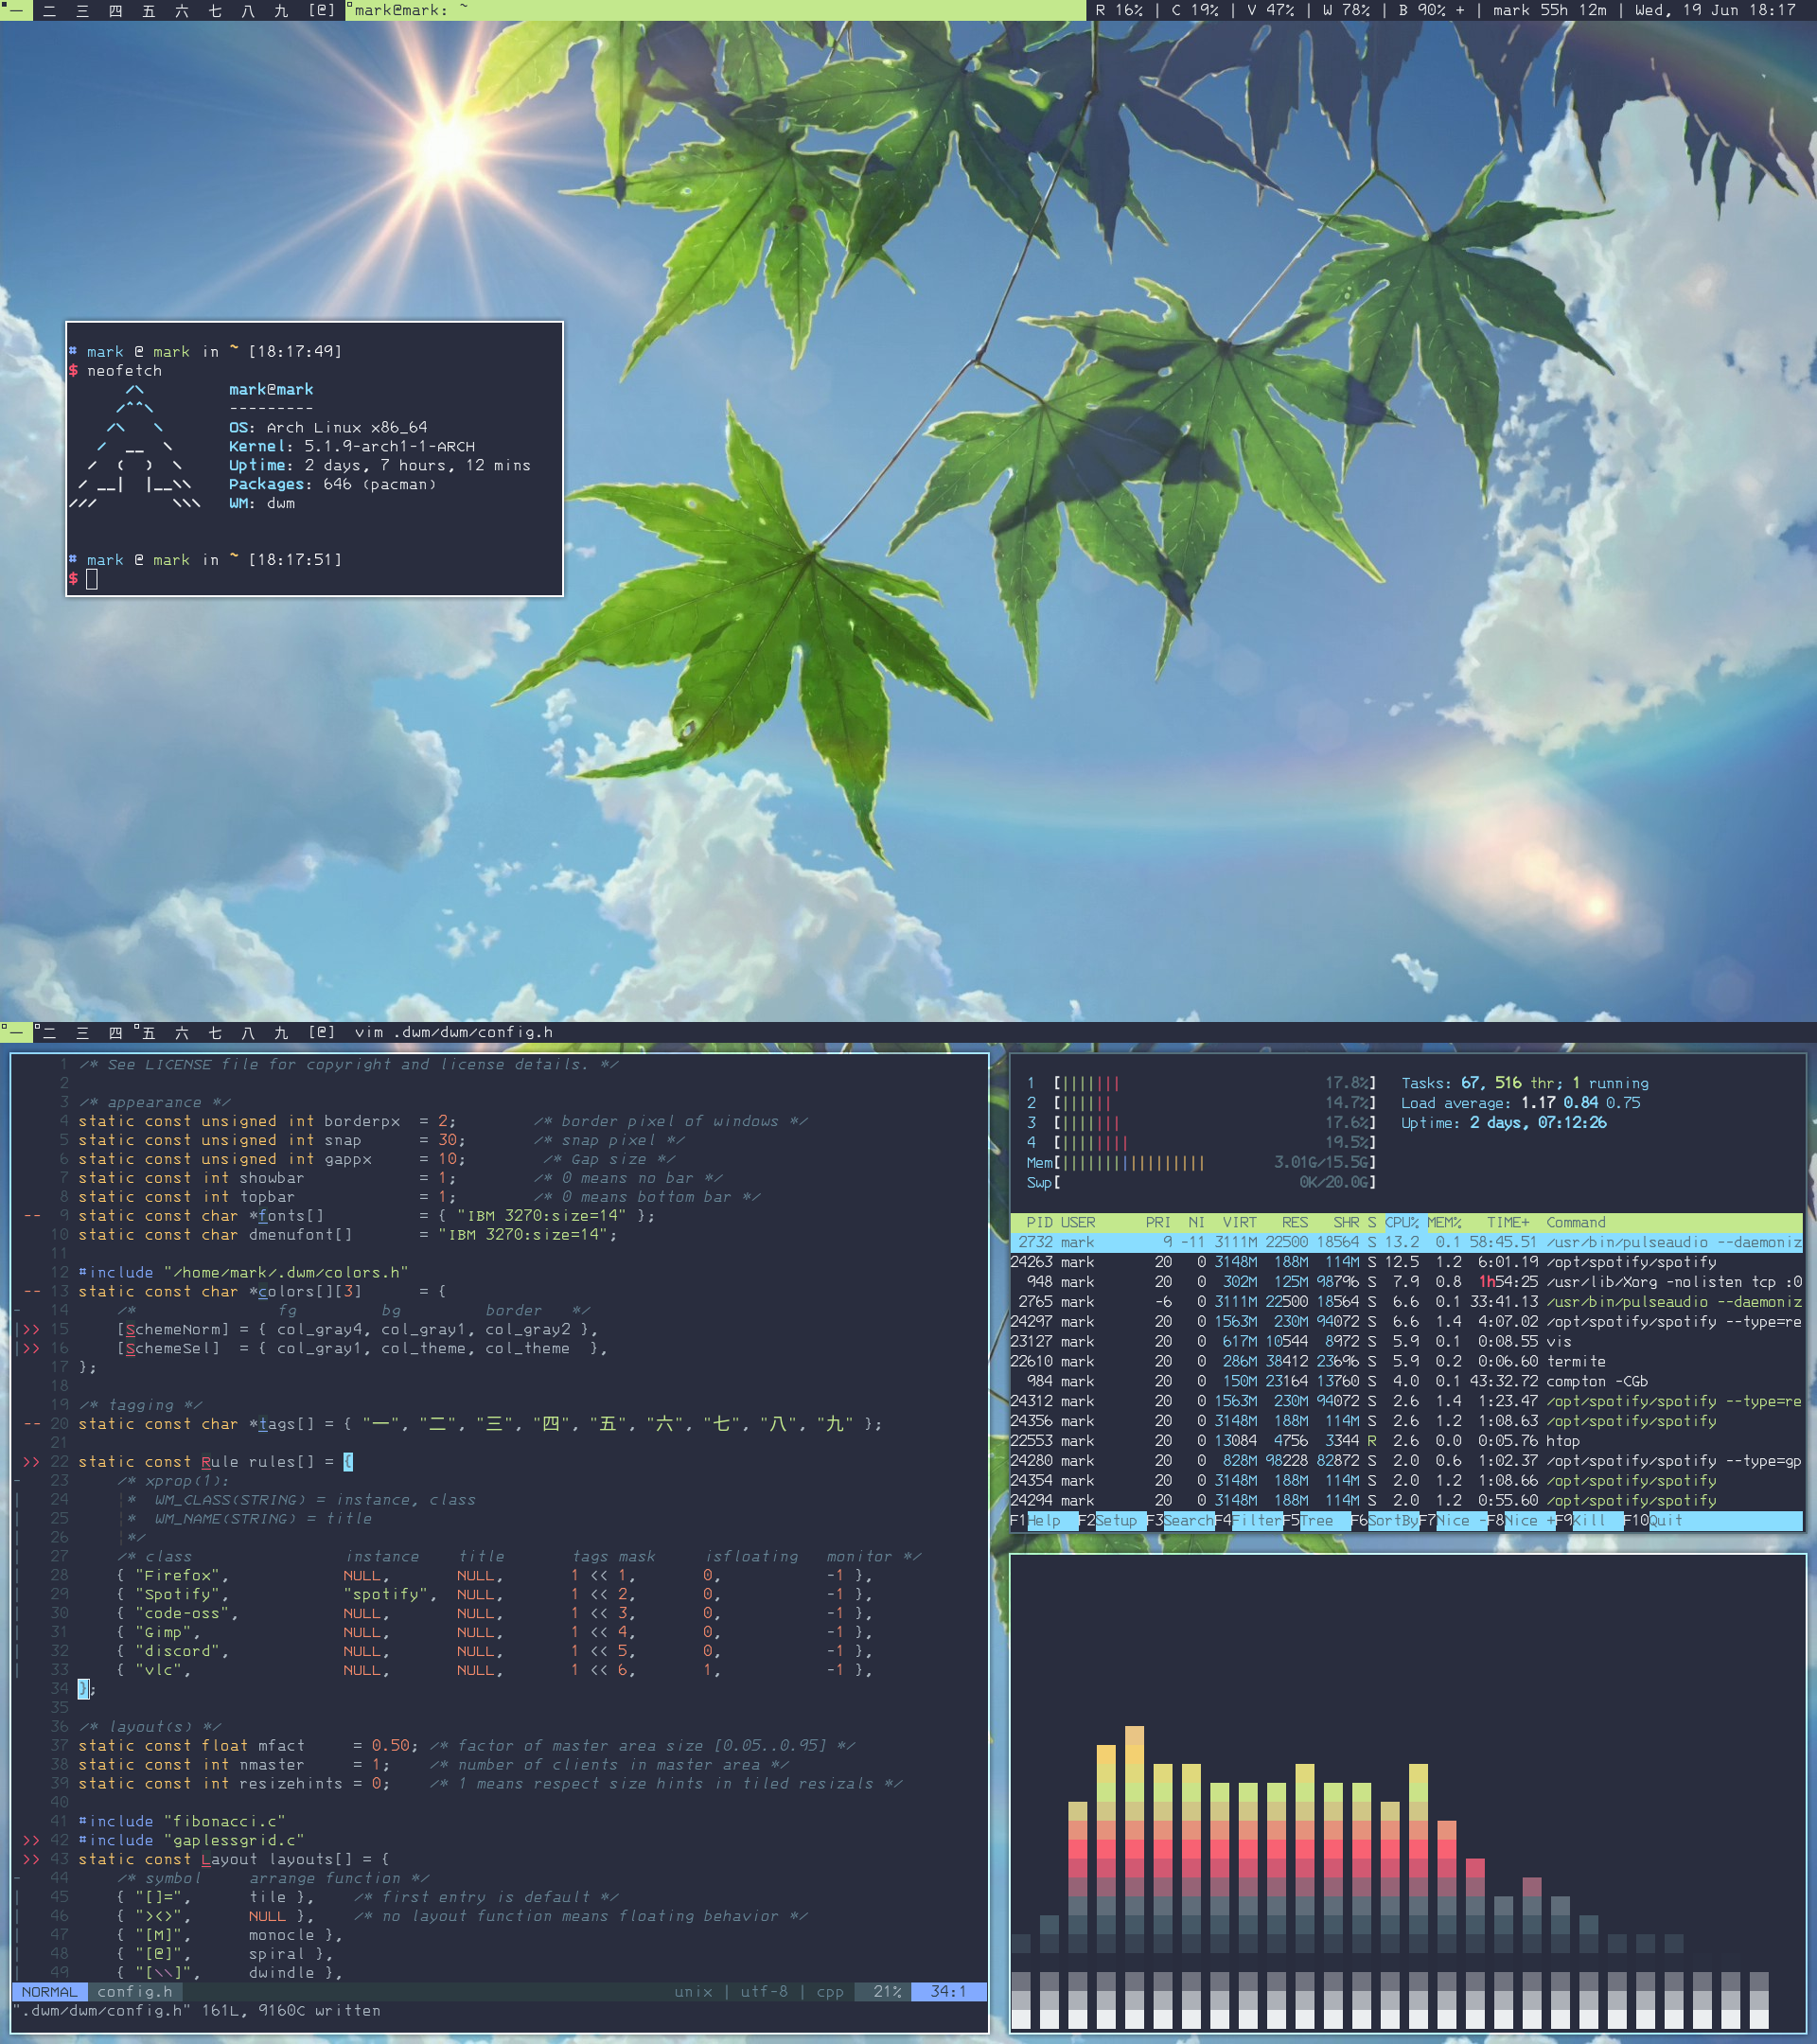 一 二 三 四 五 六 七 八 九 [@] mark@mark: ~ R 16% | C 19% | V 47% | W 78% | B 90% + | mark 55h 12m | Wed, 19 Jun 18:17
# mark @ mark in ~ [18:17:49]
$ neofetch
mark@mark
---------
OS: Arch Linux x86_64
Kernel: 5.1.9-arch1-1-ARCH
Uptime: 2 days, 7 hours, 12 mins
Packages: 646 (pacman)
WM: dwm
# mark @ mark in ~ [18:17:51]
$
一 二 三 四 五 六 七 八 九 [@] vim .dwm/dwm/config.h
1 /* See LICENSE file for copyright and license details. */
2
3 /* appearance */
4 static const unsigned int borderpx = 2; /* border pixel of windows */
5 static const unsigned int snap = 30; /* snap pixel */
6 static const unsigned int gappx = 10; /* Gap size */
7 static const int showbar = 1; /* 0 means no bar */
8 static const int topbar = 1; /* 0 means bottom bar */
-- 9 static const char *fonts[] = { "IBM 3270:size=14" };
10 static const char dmenufont[] = "IBM 3270:size=14";
11
12 #include "/home/mark/.dwm/colors.h"
-- 13 static const char *colors[][3] = {
- 14 /* fg bg border */
|>> 15 [SchemeNorm] = { col_gray4, col_gray1, col_gray2 },
|>> 16 [SchemeSel] = { col_gray1, col_theme, col_theme },
17 };
18
19 /* tagging */
-- 20 static const char *tags[] = { "一", "二", "三", "四", "五", "六", "七", "八", "九" };
21
>> 22 static const Rule rules[] = {
- 23 /* xprop(1):
| 24 * WM_CLASS(STRING) = instance, class
| 25 * WM_NAME(STRING) = title
| 26 */
| 27 /* class instance title tags mask isfloating monitor */
| 28 { "Firefox", NULL, NULL, 1 << 1, 0, -1 },
| 29 { "Spotify", "spotify", NULL, 1 << 2, 0, -1 },
| 30 { "code-oss", NULL, NULL, 1 << 3, 0, -1 },
| 31 { "Gimp", NULL, NULL, 1 << 4, 0, -1 },
| 32 { "discord", NULL, NULL, 1 << 5, 0, -1 },
| 33 { "vlc", NULL, NULL, 1 << 6, 1, -1 },
34 };
35
36 /* layout(s) */
37 static const float mfact = 0.50; /* factor of master area size [0.05..0.95] */
38 static const int nmaster = 1; /* number of clients in master area */
39 static const int resizehints = 0; /* 1 means respect size hints in tiled resizals */
40
41 #include "fibonacci.c"
>> 42 #include "gaplessgrid.c"
>> 43 static const Layout layouts[] = {
- 44 /* symbol arrange function */
| 45 { "[]=", tile }, /* first entry is default */
| 46 { "><>", NULL }, /* no layout function means floating behavior */
| 47 { "[M]", monocle },
| 48 { "[@]", spiral },
| 49 { "[\\]", dwindle },
NORMAL config.h unix | utf-8 | cpp 21% 34:1
".dwm/dwm/config.h" 161L, 9160C written
1 [||||||| 17.8%] Tasks: 67, 516 thr; 1 running
2 [|||||| 14.7%] Load average: 1.17 0.84 0.75
3 [||||||| 17.6%] Uptime: 2 days, 07:12:26
4 [|||||||| 19.5%]
Mem[|||||||||||||||||| 3.01G/15.5G]
Swp[ 0K/20.0G]
PID USER PRI NI VIRT RES SHR S CPU% MEM% TIME+ Command
2732 mark 9 -11 3111M 22500 18564 S 13.2 0.1 58:45.51 /usr/bin/pulseaudio --daemoniz
24263 mark 20 0 3148M 188M 114M S 12.5 1.2 6:01.19 /opt/spotify/spotify
948 mark 20 0 302M 125M 98796 S 7.9 0.8 1h54:25 /usr/lib/Xorg -nolisten tcp :0
2765 mark -6 0 3111M 22500 18564 S 6.6 0.1 33:41.13 /usr/bin/pulseaudio --daemoniz
24297 mark 20 0 1563M 230M 94072 S 6.6 1.4 4:07.02 /opt/spotify/spotify --type=re
23127 mark 20 0 617M 10544 8972 S 5.9 0.1 0:08.55 vis
22610 mark 20 0 286M 38412 23696 S 5.9 0.2 0:06.60 termite
984 mark 20 0 150M 23164 13760 S 4.0 0.1 43:32.72 compton -CGb
24312 mark 20 0 1563M 230M 94072 S 2.6 1.4 1:23.47 /opt/spotify/spotify --type=re
24356 mark 20 0 3148M 188M 114M S 2.6 1.2 1:08.63 /opt/spotify/spotify
22553 mark 20 0 13084 4756 3344 R 2.6 0.0 0:05.76 htop
24280 mark 20 0 828M 98228 82872 S 2.0 0.6 1:02.37 /opt/spotify/spotify --type=gp
24354 mark 20 0 3148M 188M 114M S 2.0 1.2 1:08.66 /opt/spotify/spotify
24294 mark 20 0 3148M 188M 114M S 2.0 1.2 0:55.60 /opt/spotify/spotify
F1Help F2Setup F3SearchF4FilterF5Tree F6SortByF7Nice -F8Nice +F9Kill F10Quit